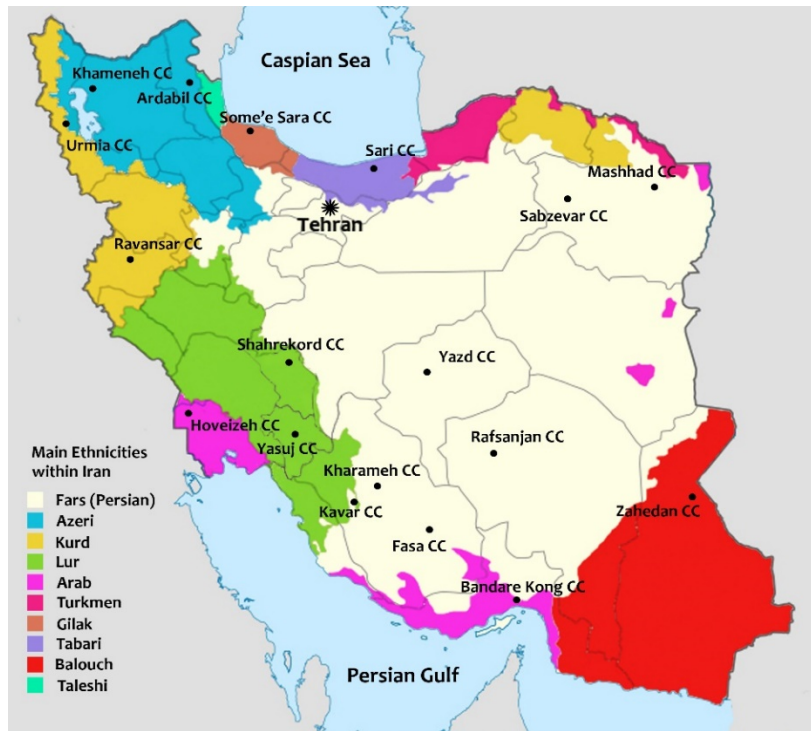 Caspian Sea
Khameneh CC
Ardabil CC
Some'e Sara CC
Urmia CC
Sari CC
Mashhad CC
Sabzevar CC
Tehran
Ravansar CC
Shahrekord CC
Yazd CC
Hoveizeh CC
Yasuj CC
Rafsanjan CC
Kharameh CC
Kavar CC
Zahedan CC
Fasa CC
Bandare Kong CC
Persian Gulf
Main Ethnicities
within Iran
Fars (Persian)
Azeri
Kurd
Lur
Arab
Turkmen
Gilak
Tabari
Balouch
Taleshi